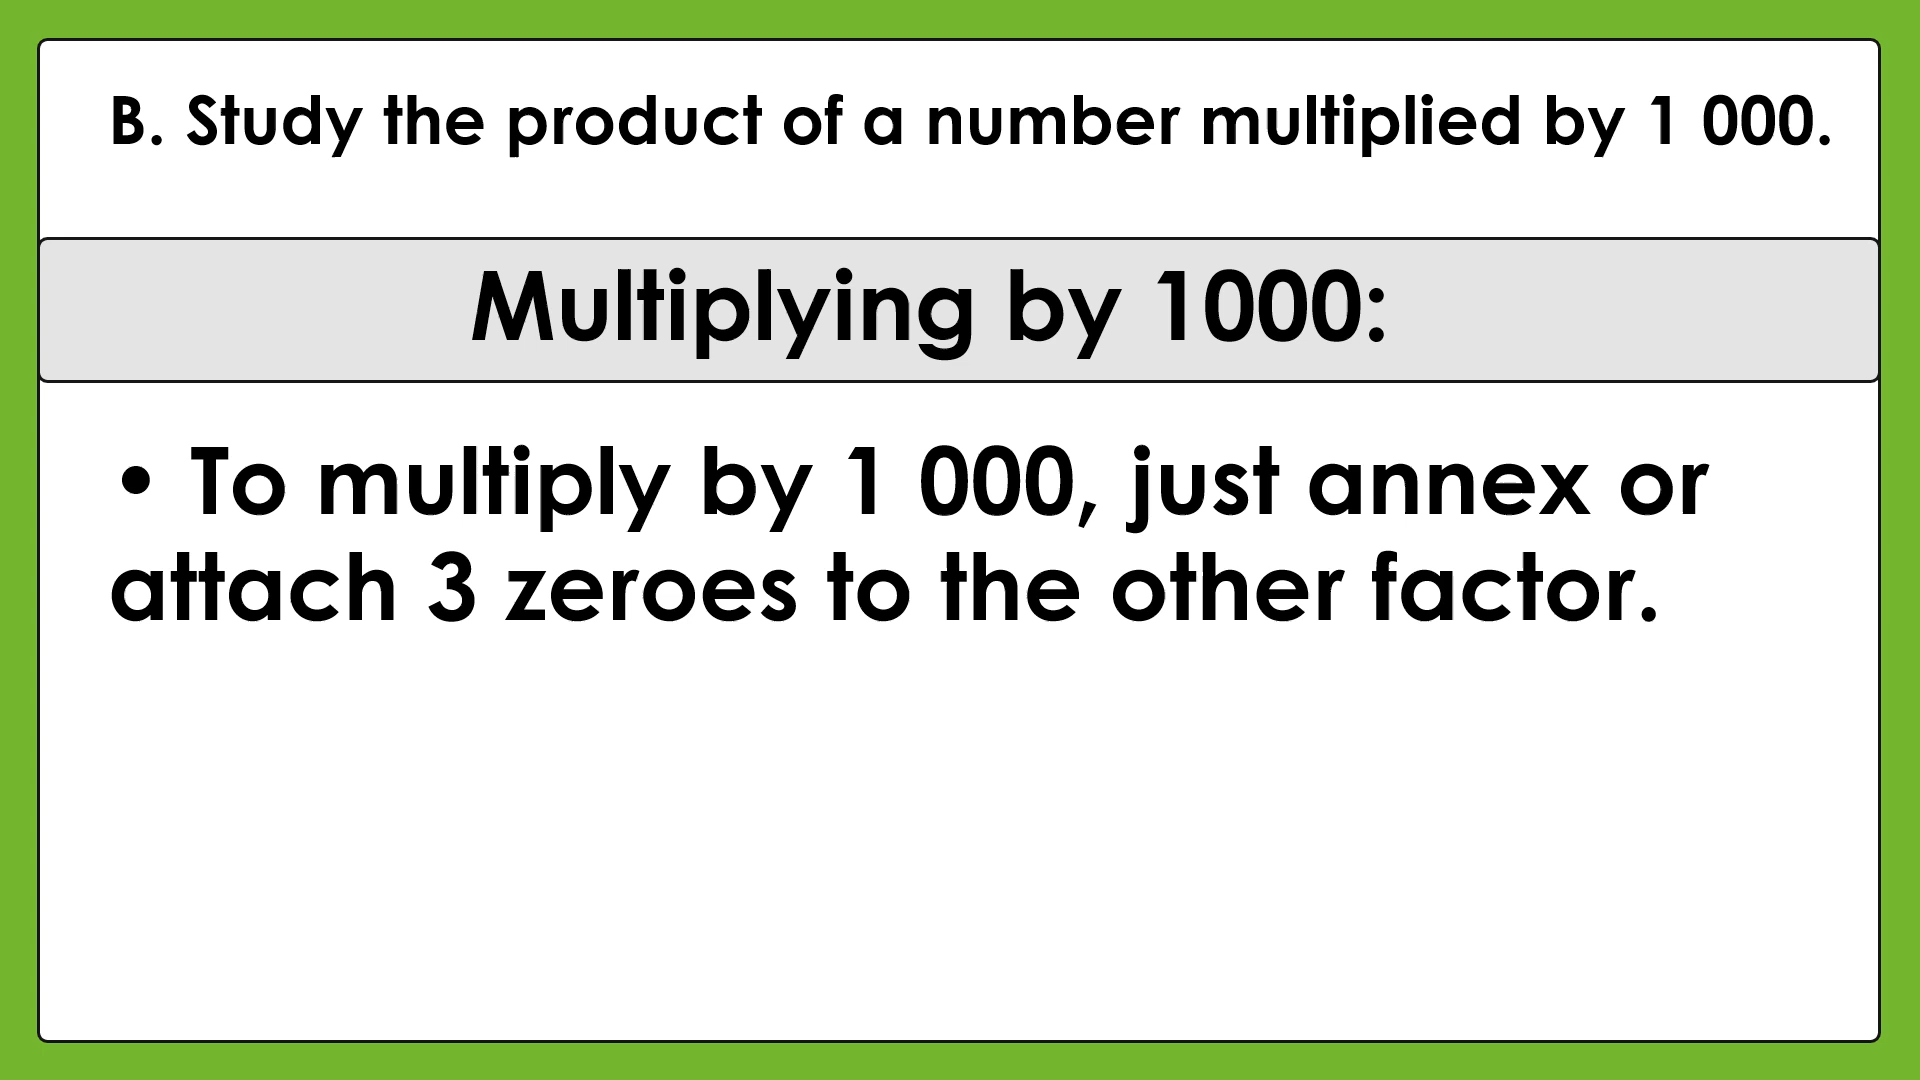 B. Study the product of a number multiplied by 1 000.
Multiplying by 1000:
• To multiply by 1 000, just annex or
attach 3 zeroes to the other factor.